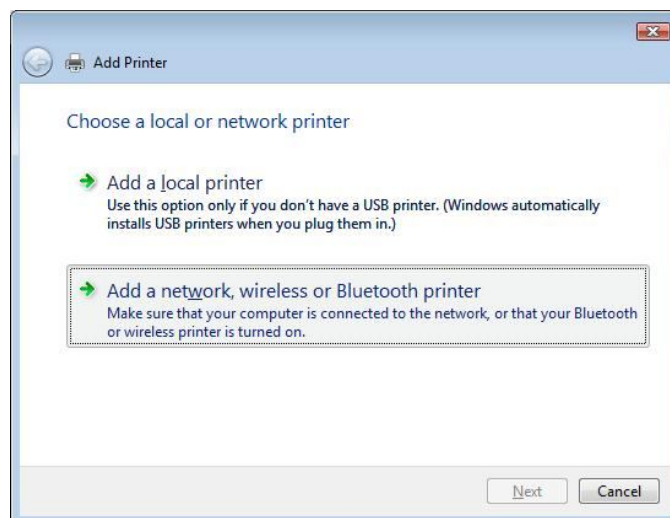 Add Printer
Choose a local or network printer
Add a local printer
Use this option only if you don't have a USB printer. (Windows automatically
installs USB printers when you plug them in.)
Add a network, wireless or Bluetooth printer
Make sure that your computer is connected to the network, or that your Bluetooth
or wireless printer is turned on.
Next
Cancel